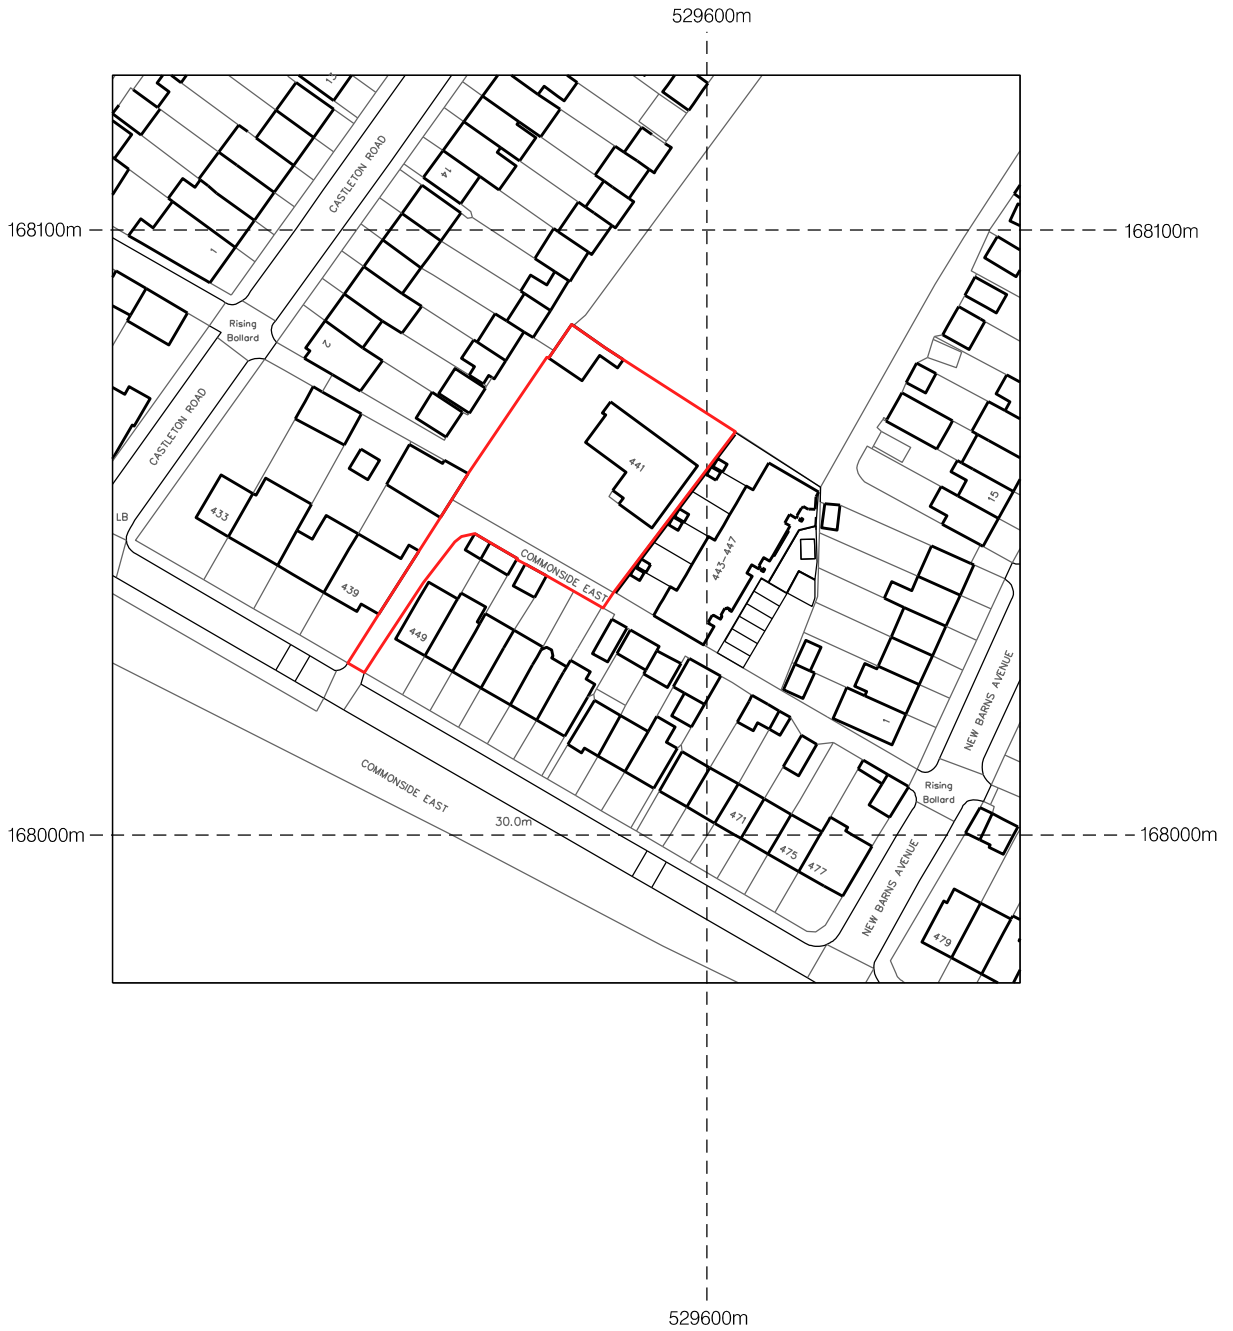 529600m
13
CASTLETON ROAD
14
168100m
168100m
1
Rising
Bollard
2
CASTLETON ROAD
441
15
433
LB
443-447
COMMONSIDE EAST
439
449
NEW BARNS AVENUE
1
COMMONSIDE EAST
Rising
Bollard
30.0m
471
168000m
168000m
475
477
NEW BARNS AVENUE
479
529600m